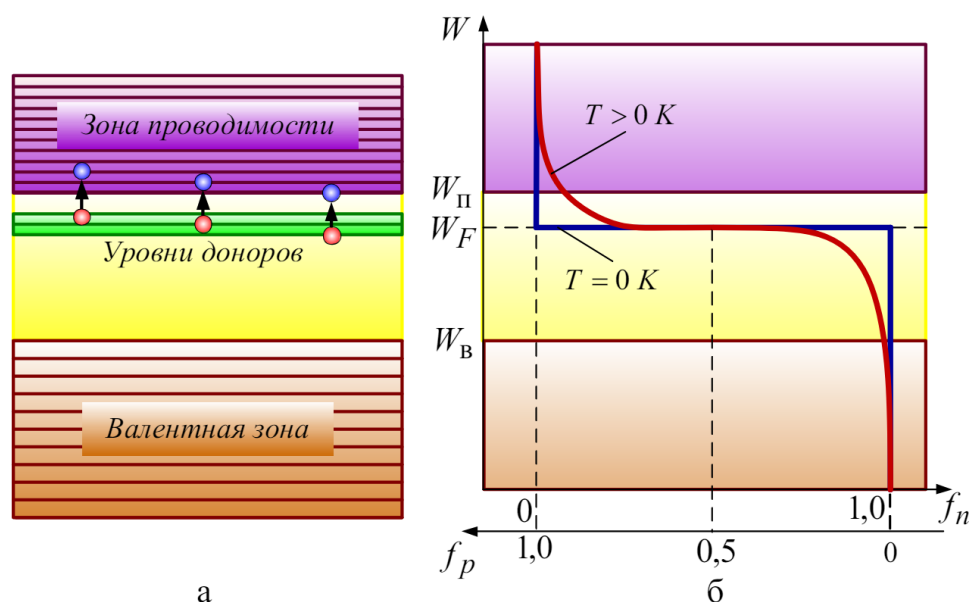 Зона проводимости
Уровни доноров
Валентная зона
а
W
T > 0 K
W_П
W_F
T = 0 K
W_В
0
1,0
f_n
f_p
1,0
0,5
0
б